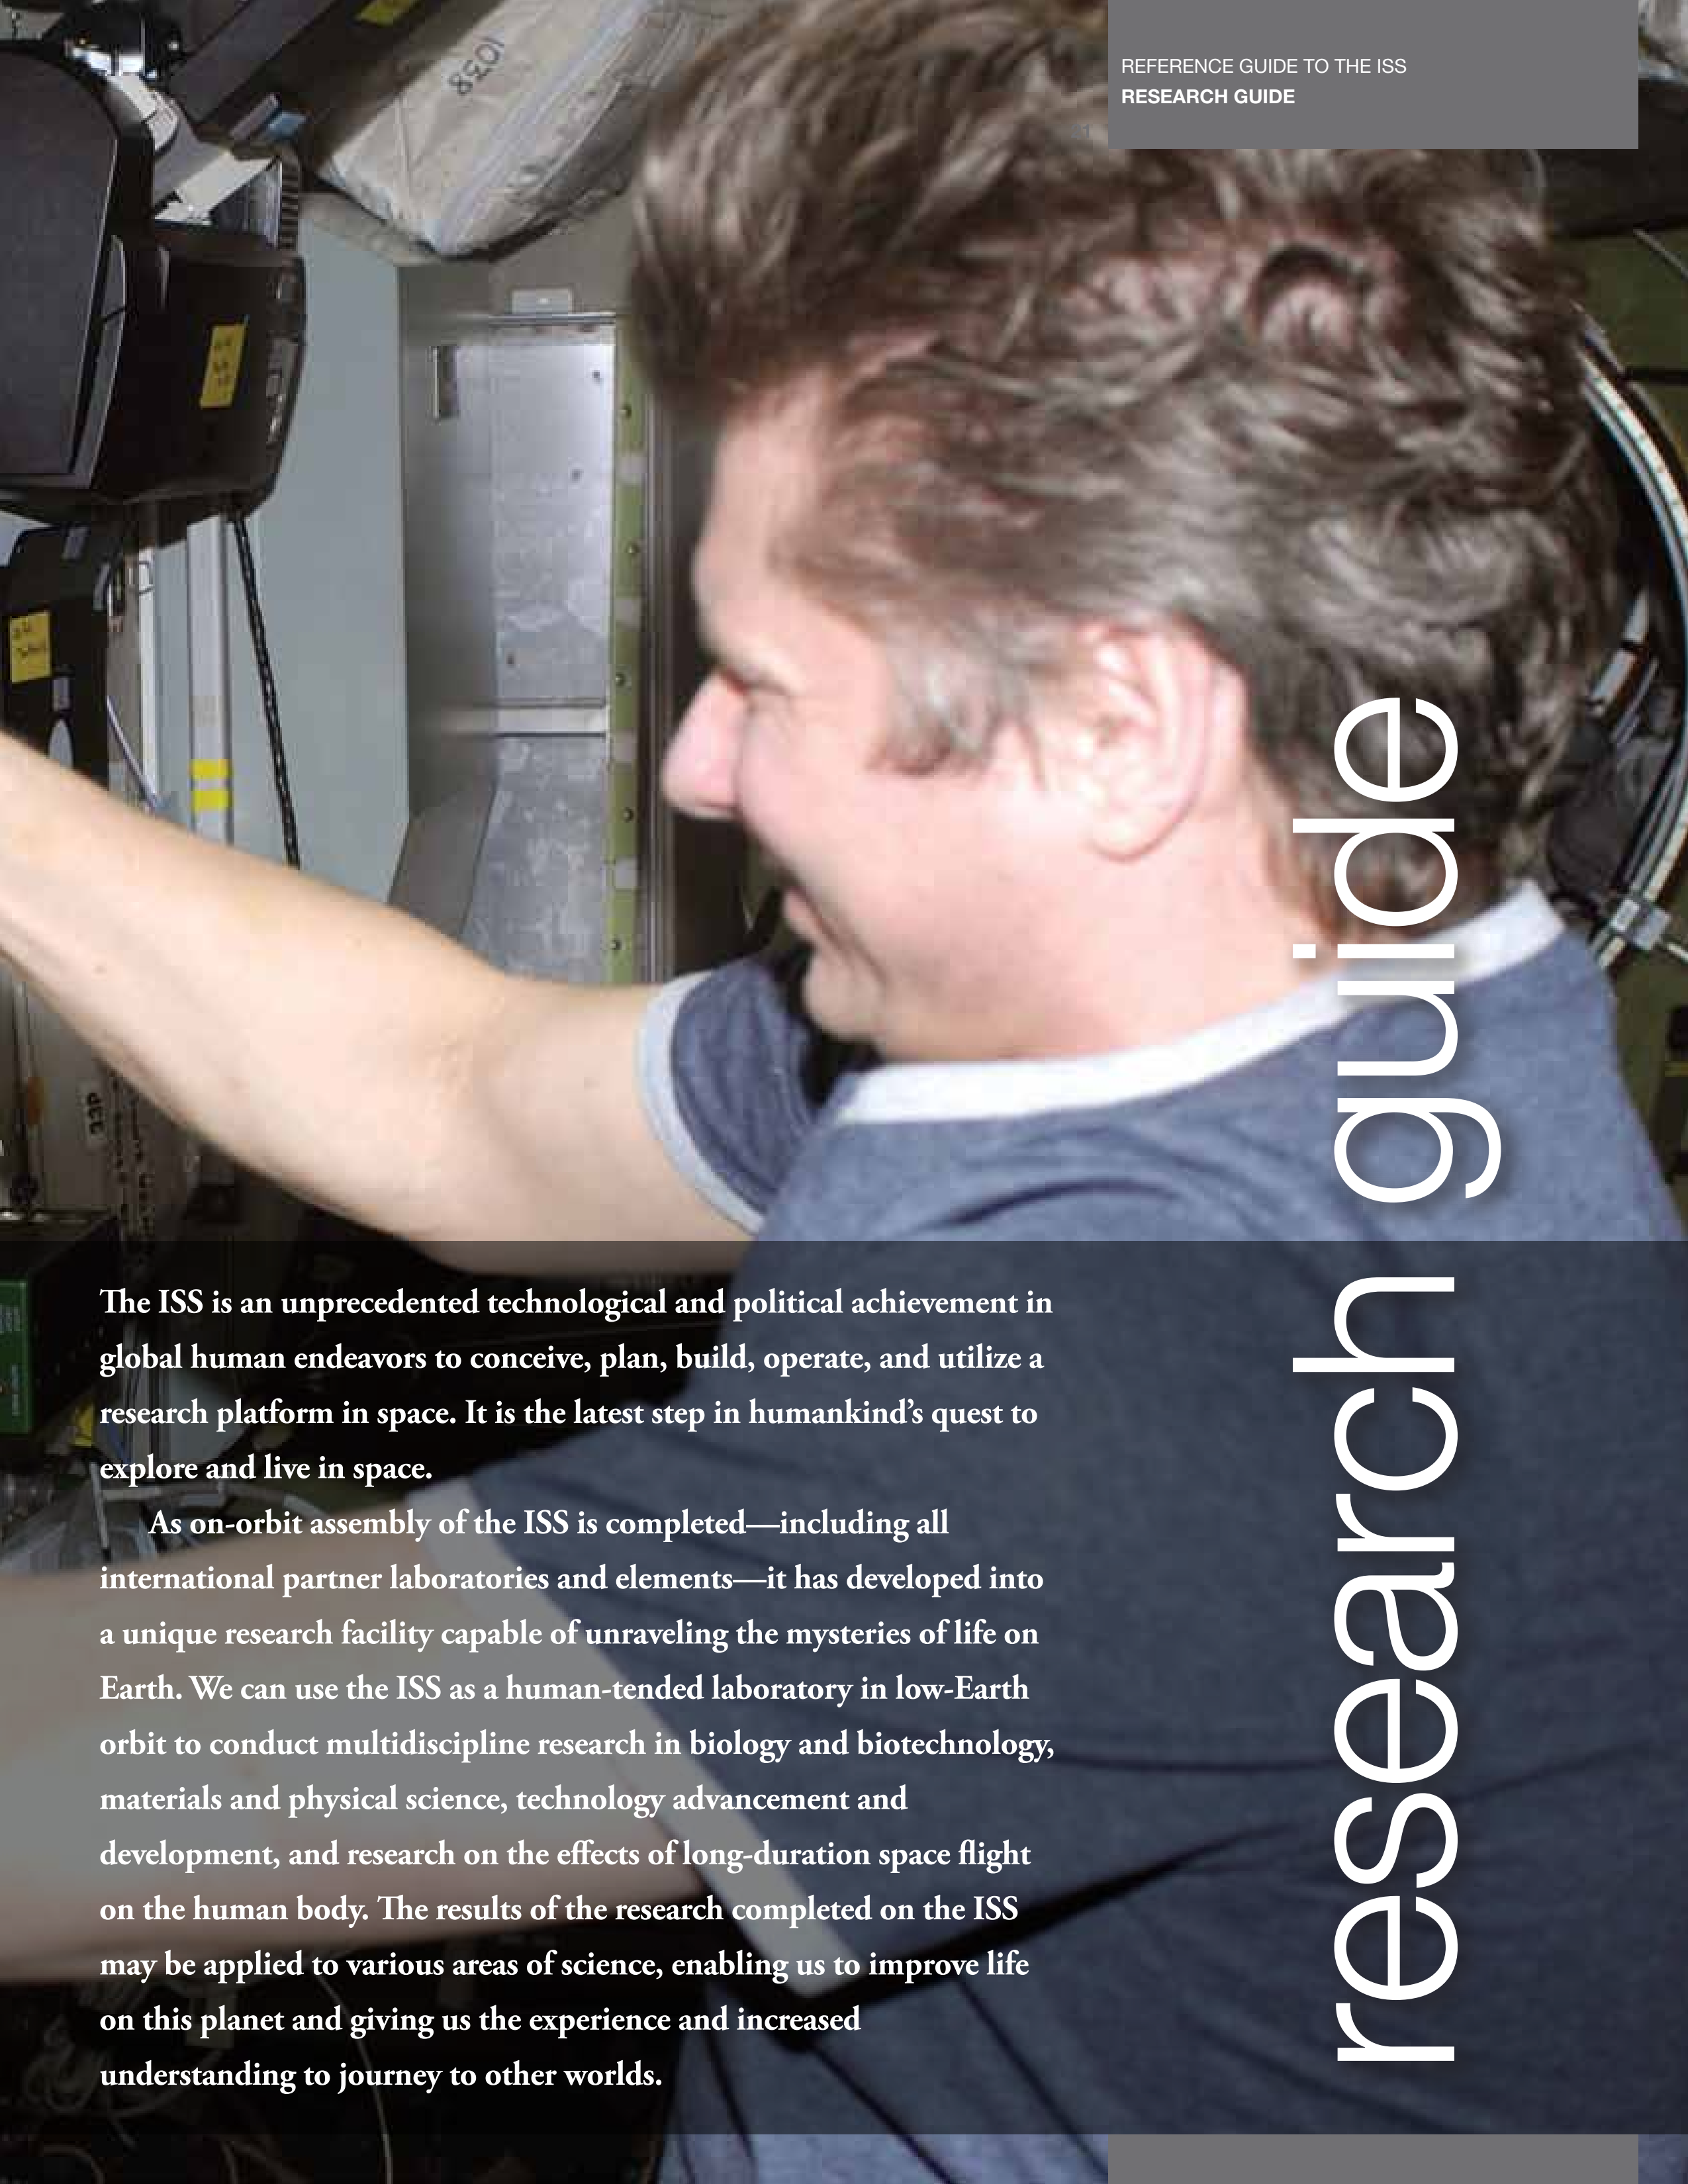 REFERENCE GUIDE TO THE ISS
RESEARCH GUIDE
1038
research guide
The ISS is an unprecedented technological and political achievement in
global human endeavors to conceive, plan, build, operate, and utilize a
research platform in space. It is the latest step in humankind’s quest to
explore and live in space.
As on-orbit assembly of the ISS is completed—including all
international partner laboratories and elements—it has developed into
a unique research facility capable of unraveling the mysteries of life on
Earth. We can use the ISS as a human-tended laboratory in low-Earth
orbit to conduct multidiscipline research in biology and biotechnology,
materials and physical science, technology advancement and
development, and research on the effects of long-duration space flight
on the human body. The results of the research completed on the ISS
may be applied to various areas of science, enabling us to improve life
on this planet and giving us the experience and increased
understanding to journey to other worlds.